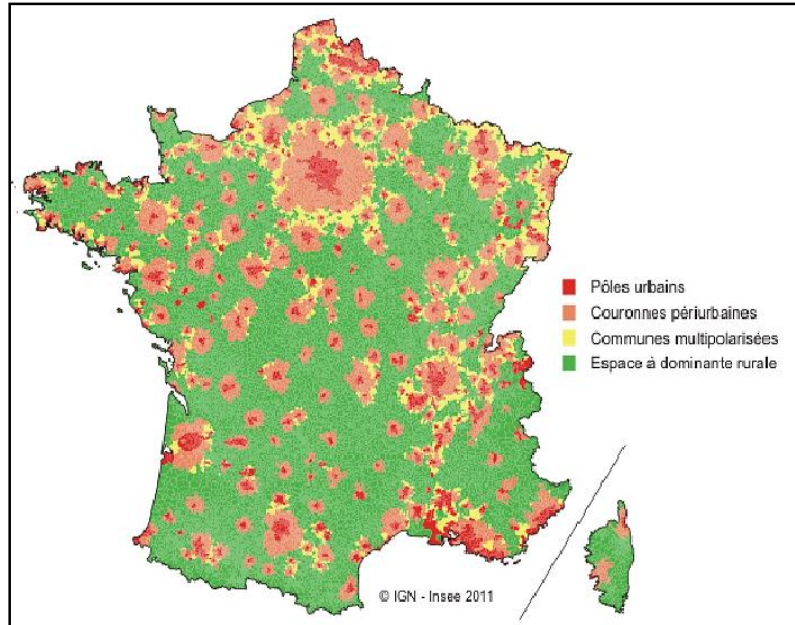 Pôles urbains
Couronnes périurbaines
Communes multipolarisées
Espace à dominante rurale
© IGN - Insee 2011